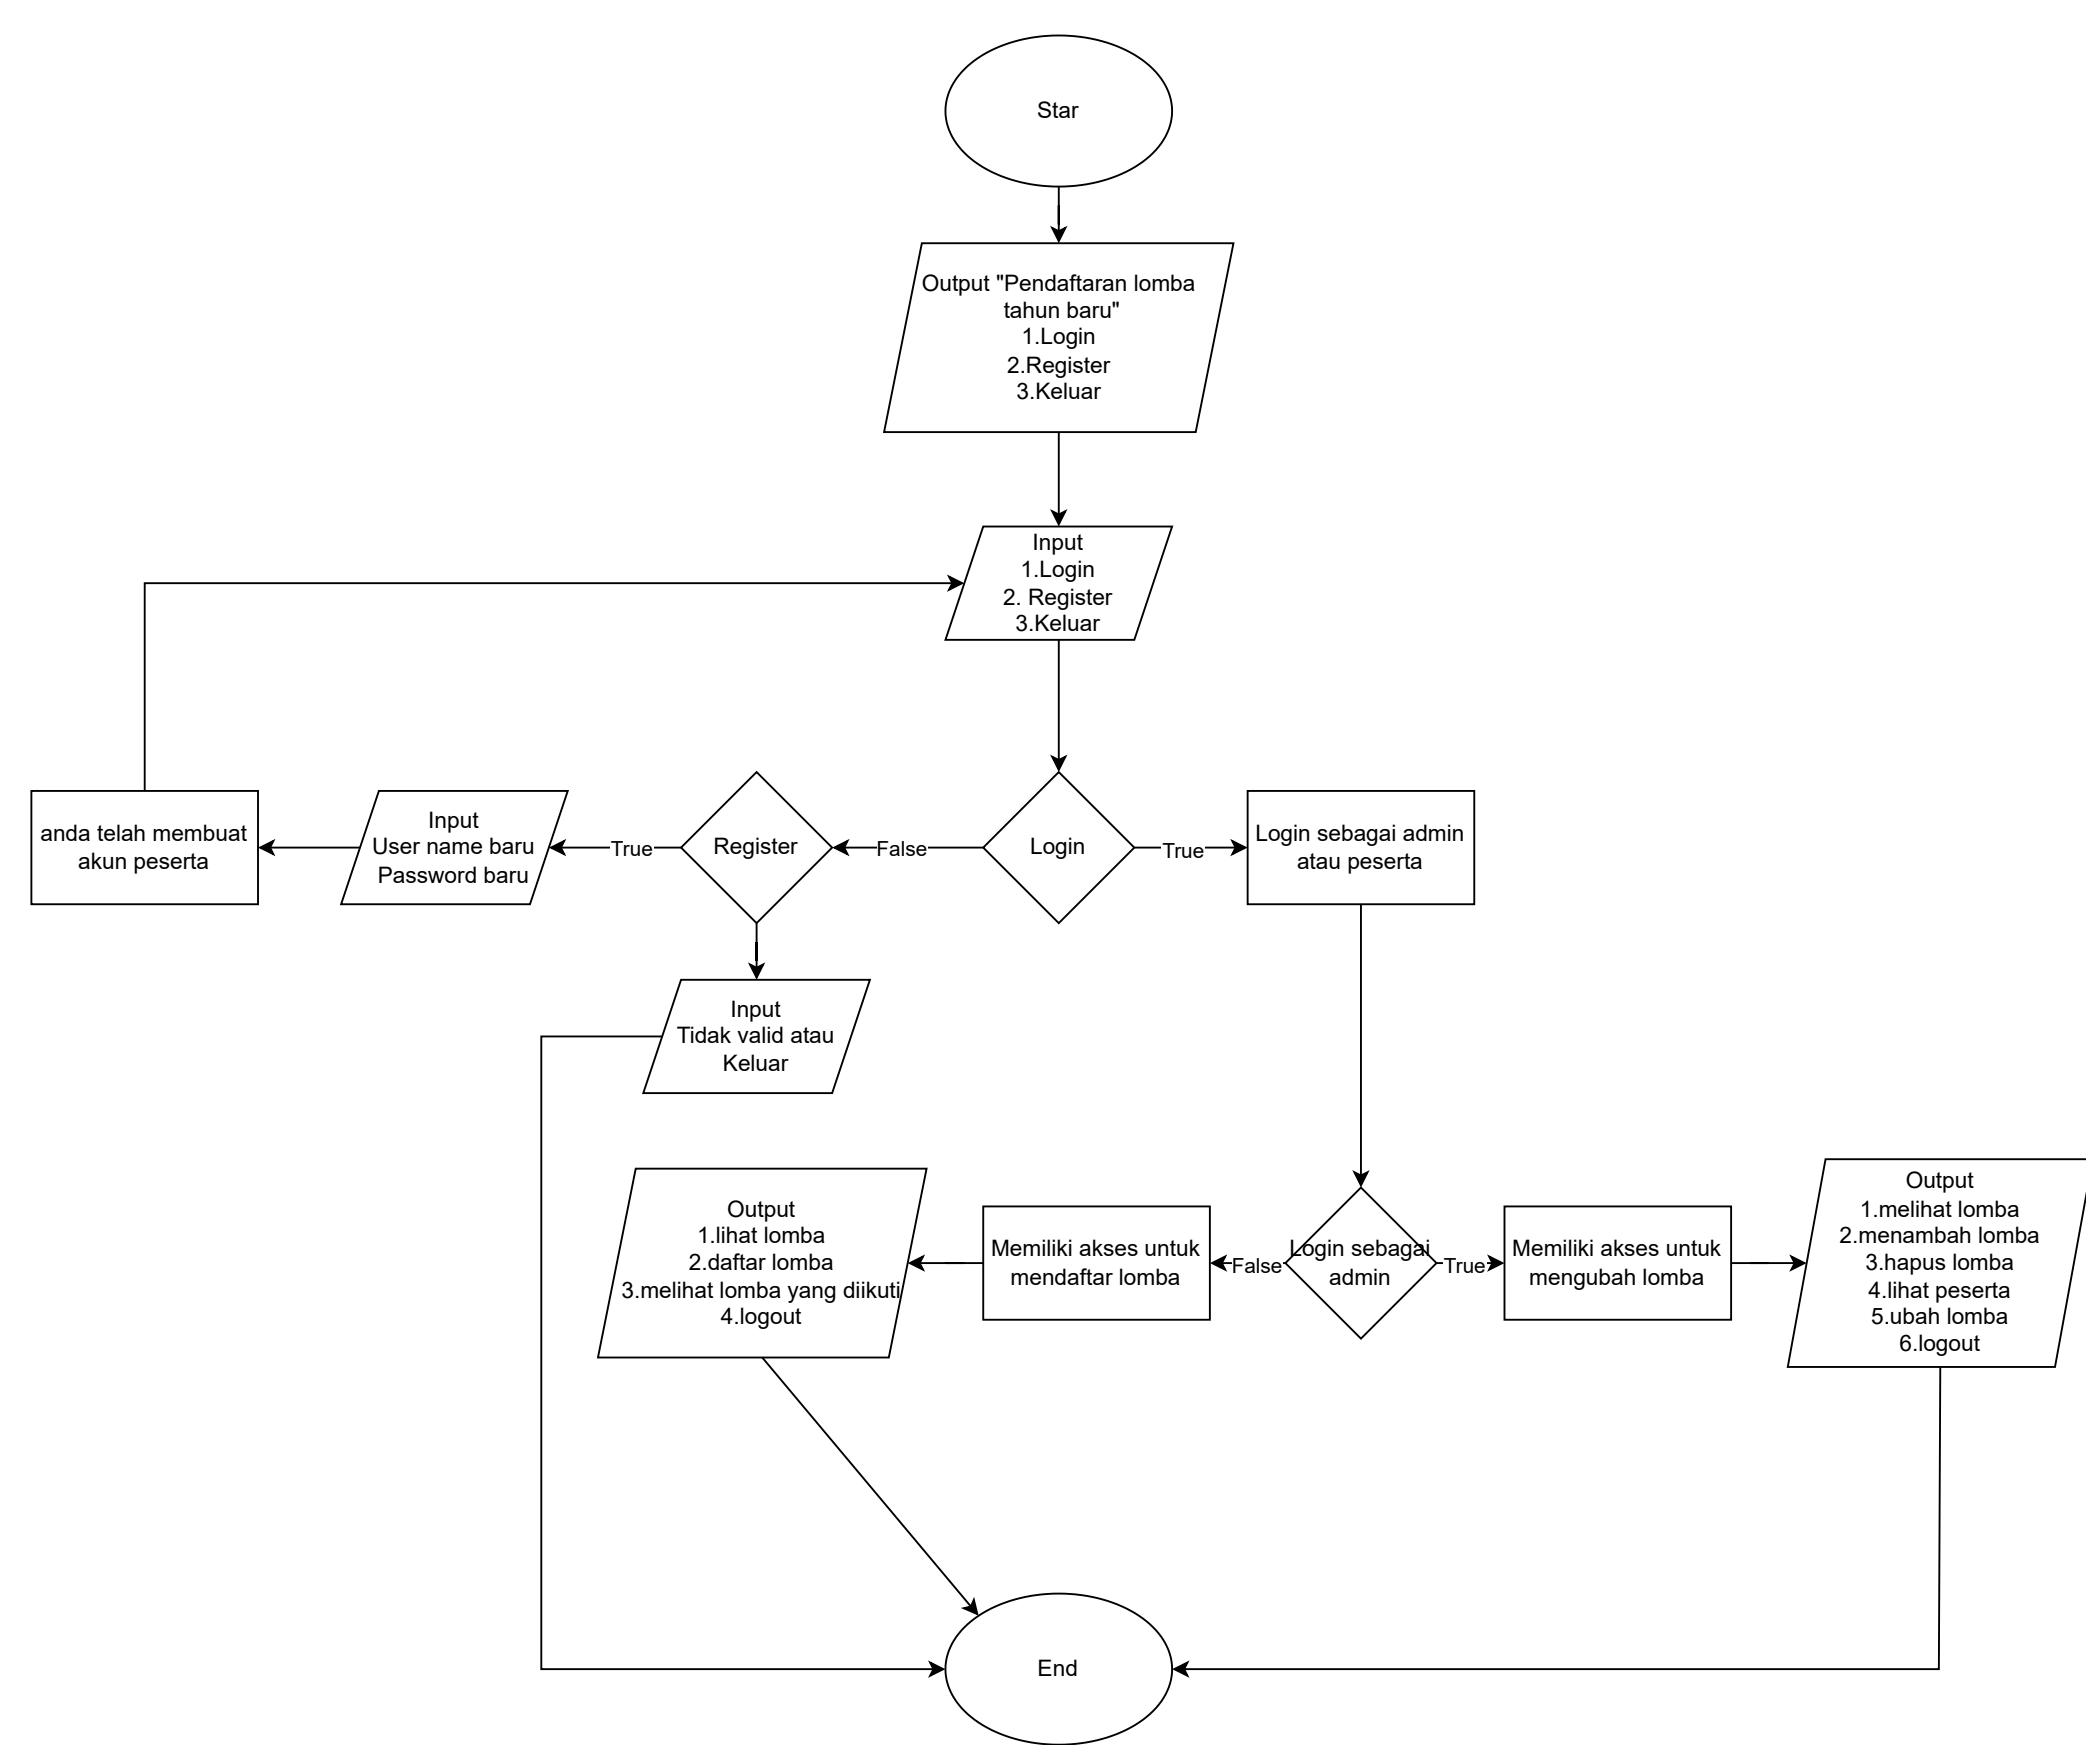 Star
Output "Pendaftaran lomba
tahun baru"
1.Login
2.Register
3.Keluar
Input
1.Login
2. Register
3.Keluar
anda telah membuat
akun peserta
Input
User name baru
Password baru
True
Register
False
Login
True
Login sebagai admin
atau peserta
Input
Tidak valid atau
Keluar
Output
1.lihat lomba
2.daftar lomba
3.melihat lomba yang diikuti
4.logout
Memiliki akses untuk
mendaftar lomba
False
Login sebagai
admin
True
Memiliki akses untuk
mengubah lomba
Output
1.melihat lomba
2.menambah lomba
3.hapus lomba
4.lihat peserta
5.ubah lomba
6.logout
End